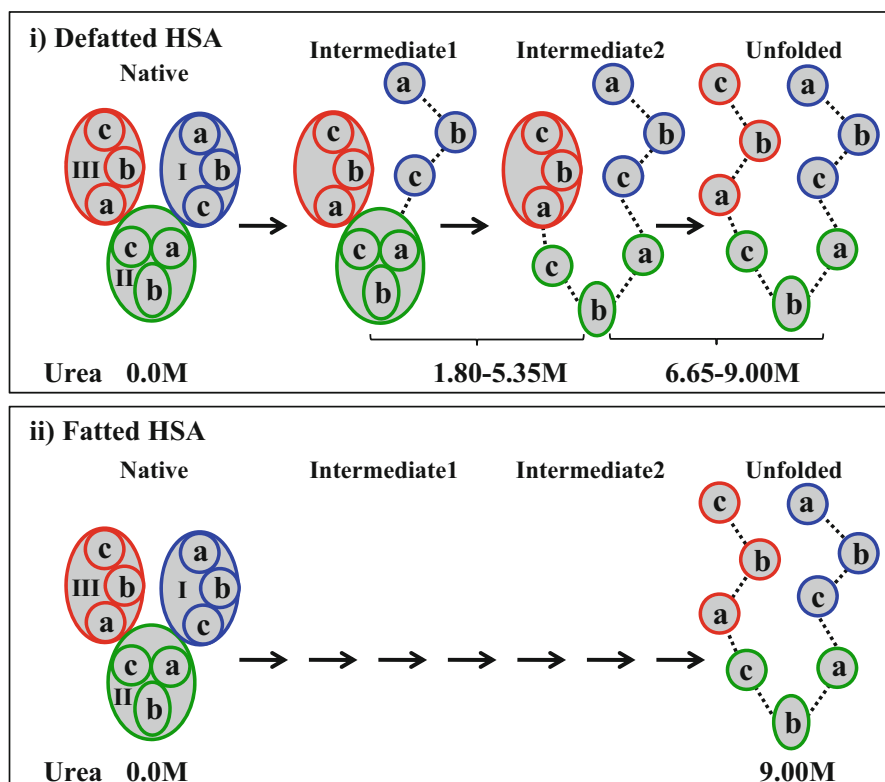 i) Defatted HSA
Native Intermediate1 Intermediate2 Unfolded
a a c a
c a c b c b b b
III b I b b c b c c
a c a a a
c a c a c a c a
II b b b b
Urea 0.0M 1.80-5.35M 6.65-9.00M
ii) Fatted HSA
Native Intermediate1 Intermediate2 Unfolded
c a
c a b b
III b I b c
a c a
c a c a
II b b
Urea 0.0M 9.00M